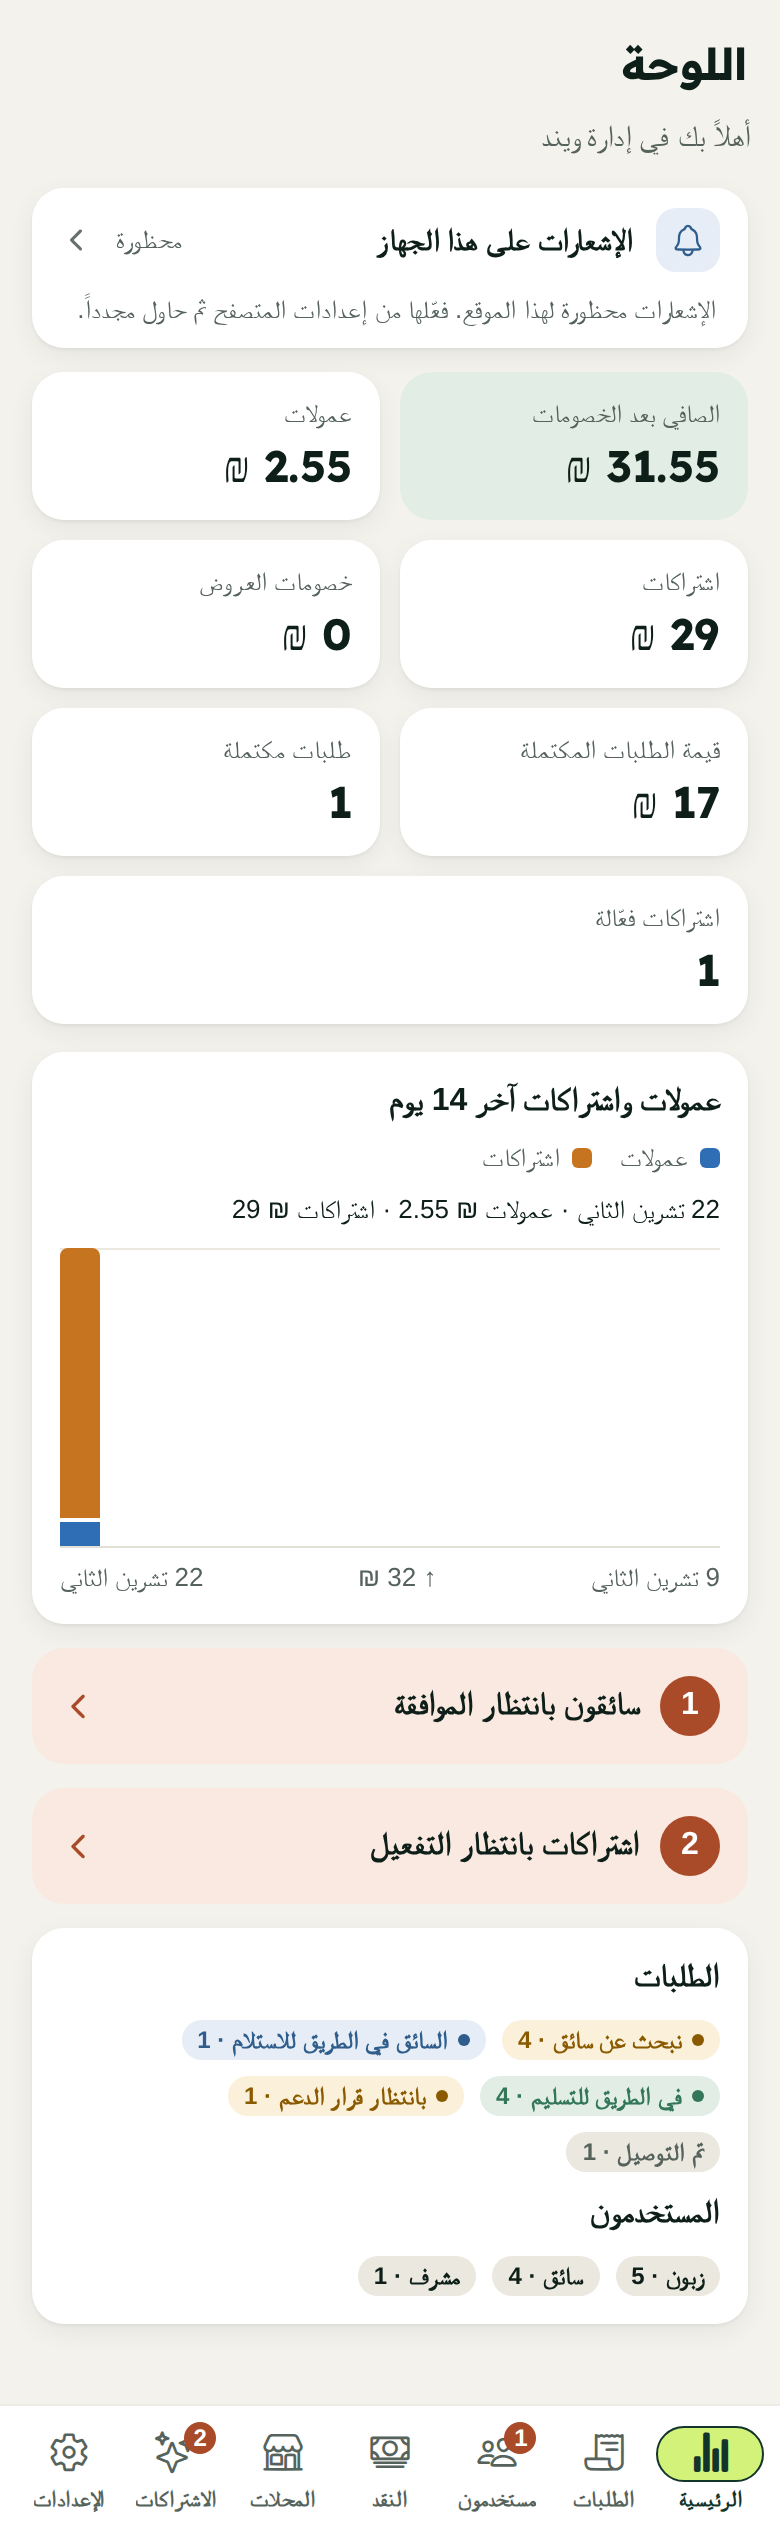 اللوحة
أهلاً بك في إدارة ويند
الإشعارات على هذا الجهاز
محظورة
الإشعارات محظورة لهذا الموقع. فعّلها من إعدادات المتصفح ثم حاول مجدداً.
الصافي بعد الخصومات
31.55 ₪
عمولات
2.55 ₪
اشتراكات
29 ₪
خصومات العروض
0 ₪
قيمة الطلبات المكتملة
17 ₪
طلبات مكتملة
1
اشتراكات فعّالة
1
عمولات واشتراكات آخر 14 يوم
عمولات
اشتراكات
22 تشرين الثاني · عمولات ₪ 2.55 · اشتراكات ₪ 29
9 تشرين الثاني
↑ 32 ₪
22 تشرين الثاني
1
سائقون بانتظار الموافقة
2
اشتراكات بانتظار التفعيل
الطلبات
نبحث عن سائق · 4
السائق في الطريق للاستلام · 1
في الطريق للتسليم · 4
بانتظار قرار الدعم · 1
تم التوصيل · 1
المستخدمون
زبون · 5
سائق · 4
مشرف · 1
الرئيسية
الطلبات
1
مستخدمون
النقد
المحلات
2
الاشتراكات
الإعدادات